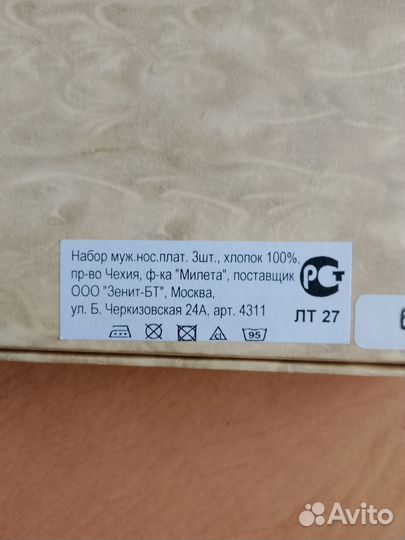 Набор муж.нос.плат. 3шт., хлопок 100%,
пр-во Чехия, ф-ка "Милета", поставщик
ООО "Зенит-БТ", Москва,
ул. Б. Черкизовская 24А, арт. 4311
РСТ
ЛТ 27
CL
95
Avito